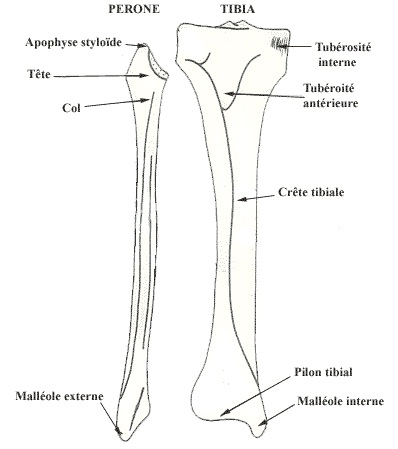 PERONE
TIBIA
Apophyse styloïde
Tête
Col
Tubérosité
interne
Tubéroité
antérieure
Crête tibiale
Pilon tibial
Malléole externe
Malléole interne